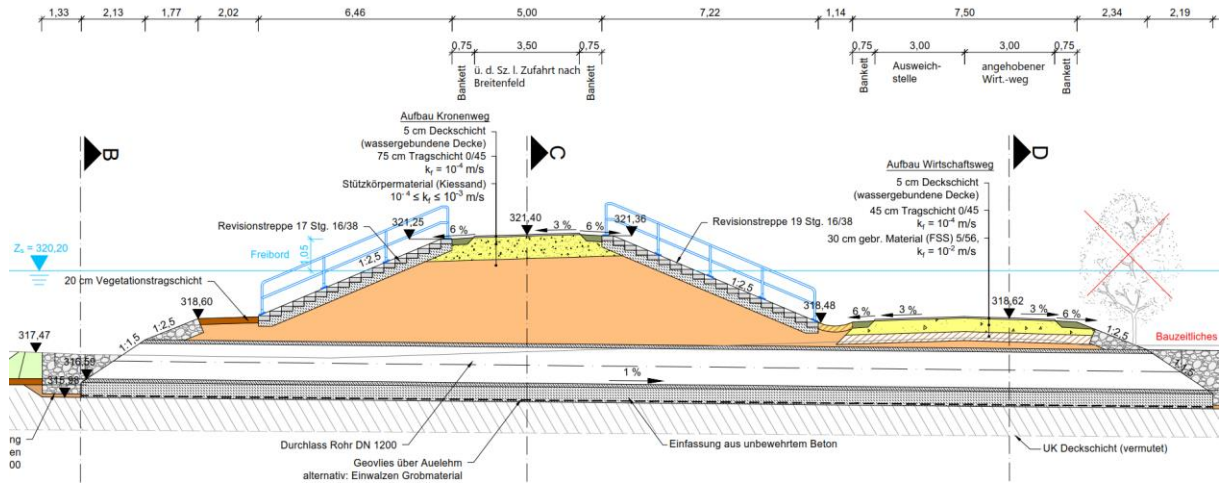 1,33 2,13 1,77 2,02 6,46 5,00 7,22 1,14 7,50 2,34 2,19
0,75 3,50 0,75 0,75 3,00 3,00 0,75
Bankett
ü. d. Sz. l. Zufahrt nach
Breitenfeld
Bankett
Bankett
Ausweich-
stelle
angehobener
Wirt.-weg
Bankett
Aufbau Kronenweg
5 cm Deckschicht
(wassergebundene Decke)
75 cm Tragschicht 0/45
kf = 10⁻⁴ m/s
Stützkörpermaterial (Kiessand)
10⁻⁴ ≤ kf ≤ 10⁻³ m/s
B
C
D
Aufbau Wirtschaftsweg
5 cm Deckschicht
(wassergebundene Decke)
45 cm Tragschicht 0/45
kf = 10⁻⁴ m/s
30 cm gebr. Material (FSS) 5/56,
kf = 10⁻² m/s
Revisionstreppe 17 Stg. 16/38
321,25
6 %
321,40
3 %
6 %
321,36
Revisionstreppe 19 Stg. 16/38
Zs = 320,20
Freibord
1,05
1:2,5
1:2,5
20 cm Vegetationstragschicht
318,60
318,48
6 %
3 %
318,62
3 %
6 %
1:2,5
1:2,5
Bauzeitliches
317,47
1:1,5
1:1,5
316,59
1 %
ng
en
00
Durchlass Rohr DN 1200
Einfassung aus unbewehrtem Beton
UK Deckschicht (vermutet)
Geovlies über Auelehm
alternativ: Einwalzen Grobmaterial